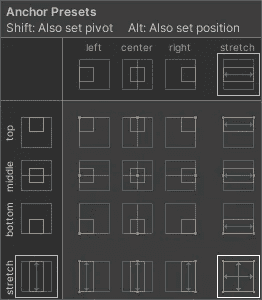 Anchor Presets
Shift: Also set pivot Alt: Also set position
left center right stretch
top
middle
bottom
stretch